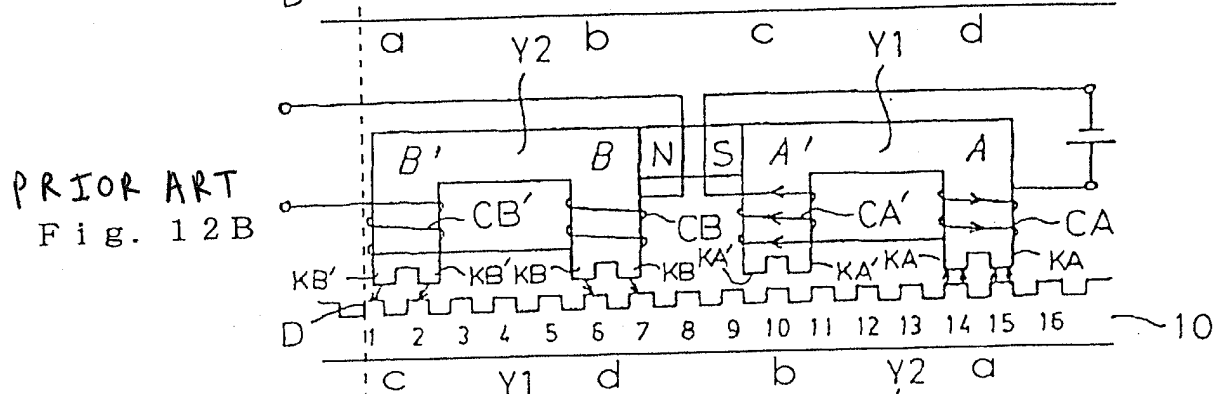 a Y2 b c Y1 d
B' B N S A' A
PRIOR ART
Fig. 12B
CB' CB CA' CA
KB' KB' KB KB KA' KA' KA KA
D 1 2 3 4 5 6 7 8 9 10 11 12 13 14 15 16 10
c Y1 d b Y2 a